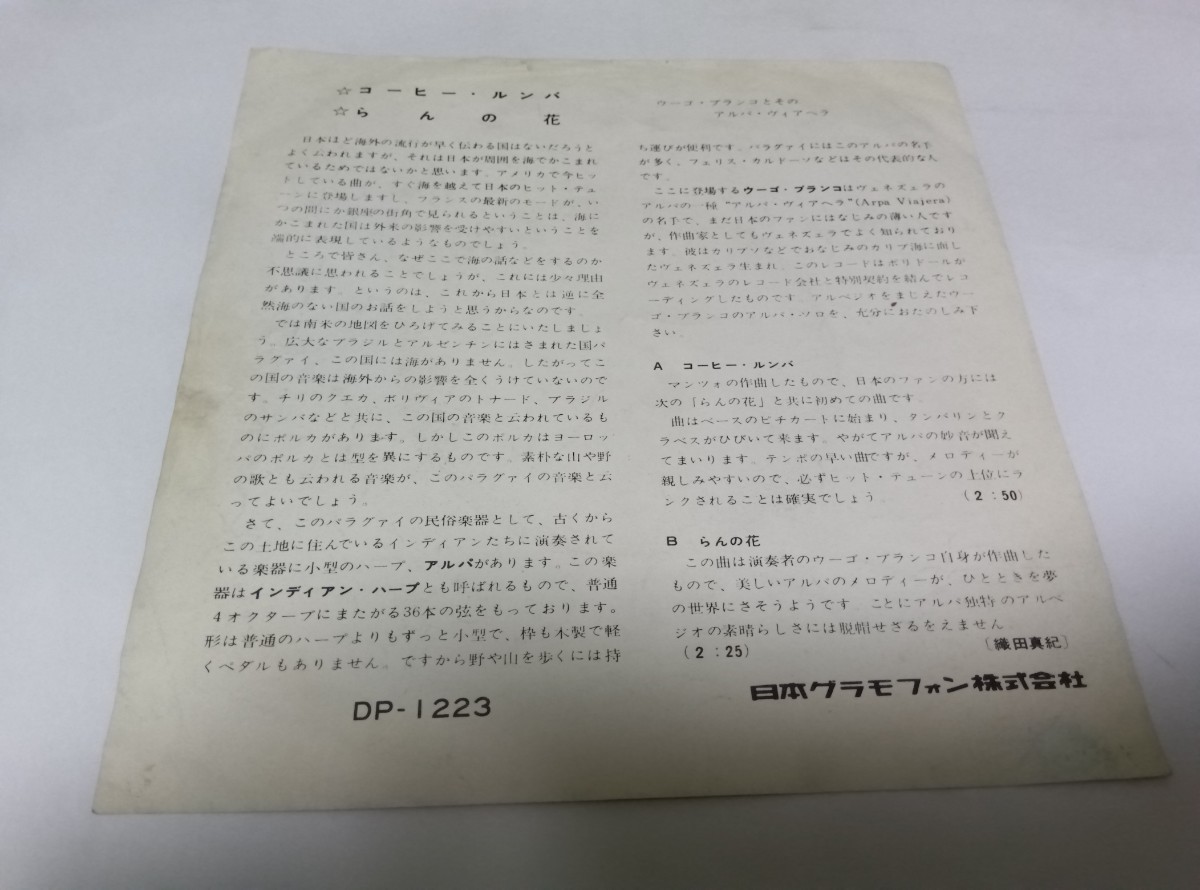 ☆コーヒー・ルンバ
☆らんの花
ウーゴ・ブランコとその
アルパ・ヴィアヘラ
日本ほど海外の流行が早く伝わる国はないだろうと
よく云われますが、それは日本が周囲を海でかこまれ
ているためではないかと思います。アメリカで今ヒッ
トしている曲が、すぐ海を越えて日本のヒット・テュ
ーンに登場しますし、フランスの最新のモードが、い
つの間にか銀座の街角で見られるということは、海に
かこまれた国は外来の影響を受けやすいということを
端的に表現しているようなものでしょう。
ところで皆さん、なぜここで海の話などをするのか
不思議に思われることでしょうが、これには少々理由
があります。というのは、これから日本とは逆に全
然海のない国のお話をしようと思うからなのです。
では南米の地図をひろげてみることにいたしましょ
う。広大なブラジルとアルゼンチンにはさまれた国パ
ラグァイ、この国には海がありません。したがってこ
の国の音楽は海外からの影響を全くうけていないので
す。チリのクエカ、ボリヴィアのトナード、ブラジル
のサンバなどと共に、この国の音楽と云われているも
のにポルカがあります。しかしこのポルカはヨーロッ
パのポルカとは型を異にするものです。素朴な山や野
の歌とも云われる音楽が、このパラグァイの音楽と云
ってよいでしょう。
さて、このパラグァイの民俗楽器として、古くから
この土地に住んでいるインディアンたちに演奏されて
いる楽器に小型のハープ、アルパがあります。この楽
器はインディアン・ハープとも呼ばれるもので、普通
4オクターブにまたがる36本の弦をもっております。
形は普通のハープよりもずっと小型で、枠も木製で軽
くペダルもありません。ですから野や山を歩くには持
ち運びが便利です。パラグァイにはこのアルパの名手
が多く、フェリス・カルドーソなどはその代表的な人
です。
ここに登場するウーゴ・ブランコはヴェネズェラの
アルパの一種“アルパ・ヴィアヘラ”(Arpa Viajera)
の名手で、まだ日本のファンにはなじみの薄い人です
が、作曲家としてもヴェネズェラでよく知られており
ます。彼はカリプソなどでおなじみのカリブ海に面し
たヴェネズェラ生まれ、このレコードはポリドールが
ヴェネズェラのレコード会社と特別契約を結んでレコ
ーディングしたものです。アルペジオをまじえたウー
ゴ・ブランコのアルパ・ソロを、充分におたのしみ下
さい。
A コーヒー・ルンバ
マンツォの作曲したもので、日本のファンの方には
次の「らんの花」と共に初めての曲です。
曲はベースのピチカートに始まり、タンバリンとク
ラベスがひびいて来ます。やがてアルパの妙音が聞え
てまいります。テンポの早い曲ですが、メロディーが
親しみやすいので、必ずヒット・テューンの上位にラ
ンクされることは確実でしょう。 (2:50)
B らんの花
この曲は演奏者のウーゴ・ブランコ自身が作曲した
もので、美しいアルパのメロディーが、ひとときを夢
の世界にさそうようです。ことにアルパ独特のアルペ
ジオの素晴らしさには脱帽せざるをえません。
(2:25) 〔織田真紀〕
DP-1223
日本グラモフォン株式会社